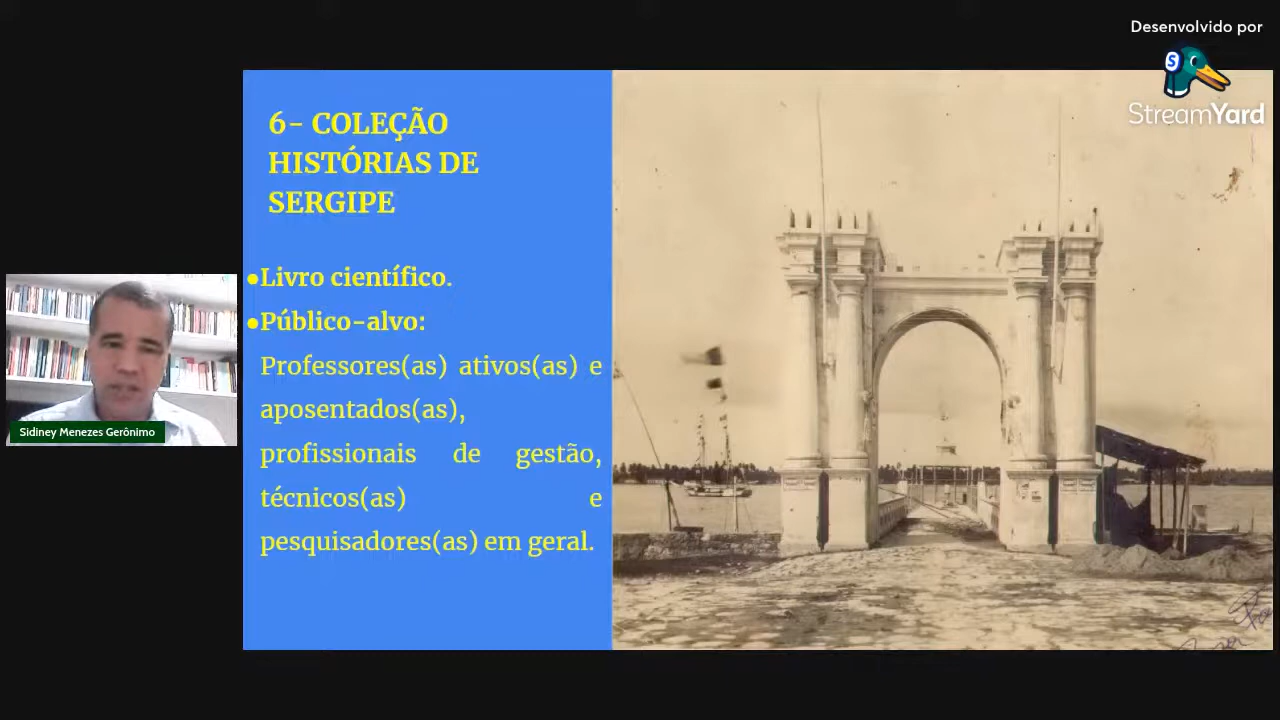 Desenvolvido por
StreamYard
6- COLEÇÃO
HISTÓRIAS DE
SERGIPE
●Livro científico.
●Público-alvo:
Professores(as) ativos(as) e
aposentados(as),
profissionais de gestão,
técnicos(as) e
pesquisadores(as) em geral.
Sidiney Menezes Gerônimo